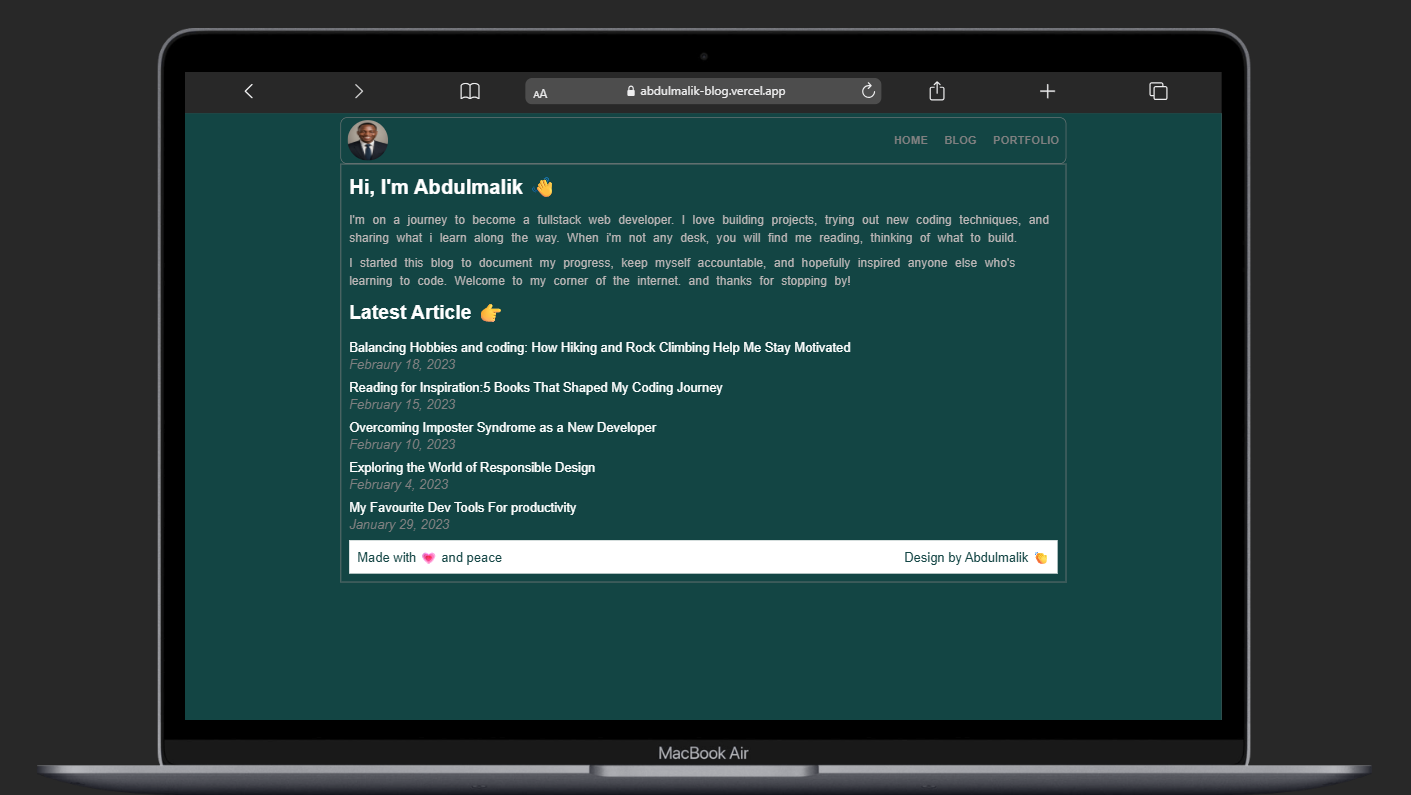 AA
abdulmalik-blog.vercel.app
HOME BLOG PORTFOLIO
Hi, I'm Abdulmalik 👋
I'm on a journey to become a fullstack web developer. I love building projects, trying out new coding techniques, and
sharing what i learn along the way. When i'm not any desk, you will find me reading, thinking of what to build.
I started this blog to document my progress, keep myself accountable, and hopefully inspired anyone else who's
learning to code. Welcome to my corner of the internet. and thanks for stopping by!
Latest Article 👉
Balancing Hobbies and coding: How Hiking and Rock Climbing Help Me Stay Motivated
Febraury 18, 2023
Reading for Inspiration:5 Books That Shaped My Coding Journey
February 15, 2023
Overcoming Imposter Syndrome as a New Developer
February 10, 2023
Exploring the World of Responsible Design
February 4, 2023
My Favourite Dev Tools For productivity
January 29, 2023
Made with 💗 and peace
Design by Abdulmalik 👏
MacBook Air